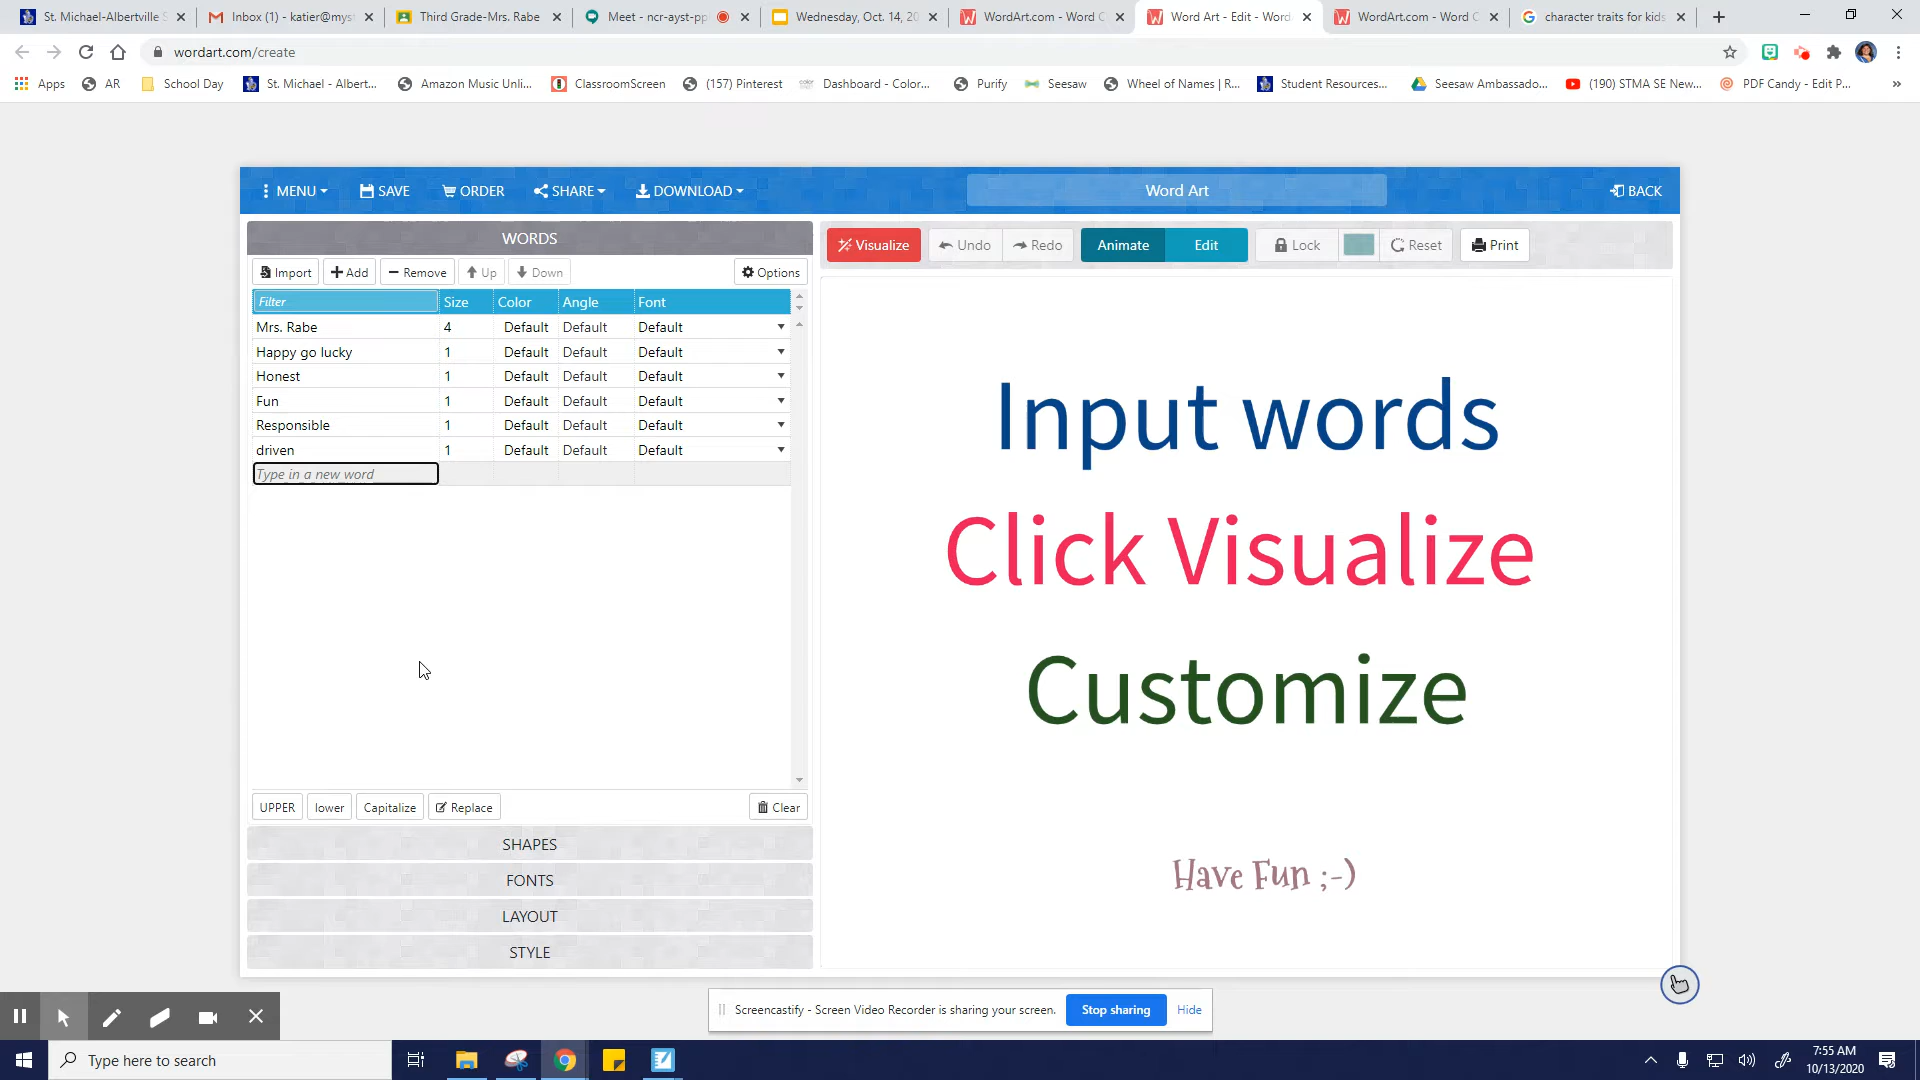 St. Michael-Albertville S
Inbox (1) - katier@mys
Third Grade-Mrs. Rabe
Meet - ncr-ayst-pp
Wednesday, Oct. 14, 20
WordArt.com - Word C
Word Art - Edit - Word
WordArt.com - Word C
character traits for kids
wordart.com/create
Apps
AR
School Day
St. Michael - Albert...
Amazon Music Unli...
ClassroomScreen
(157) Pinterest
Dashboard - Color...
Purify
Seesaw
Wheel of Names | R...
Student Resources...
Seesaw Ambassado...
(190) STMA SE New...
PDF Candy - Edit P...
MENU
SAVE
ORDER
SHARE
DOWNLOAD
Word Art
BACK
WORDS
Visualize
Undo
Redo
Animate
Edit
Lock
Reset
Print
Import
Add
Remove
Up
Down
Options
Filter Size Color Angle Font
Mrs. Rabe 4 Default Default Default
Happy go lucky 1 Default Default Default
Honest 1 Default Default Default
Fun 1 Default Default Default
Responsible 1 Default Default Default
driven 1 Default Default Default
Type in a new word
Input words
Click Visualize
Customize
Have Fun ;-)
UPPER
lower
Capitalize
Replace
Clear
SHAPES
FONTS
LAYOUT
STYLE
Screencastify - Screen Video Recorder is sharing your screen.
Stop sharing
Hide
Type here to search
7:55 AM
10/13/2020